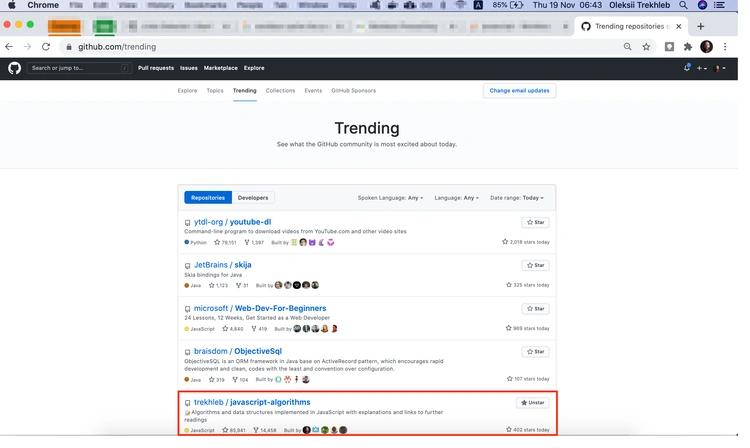 Chrome
85%
Thu 19 Nov 06:43 Oleksii Trekhleb
Trending repositories
github.com/trending
Search or jump to... /
Pull requests Issues Marketplace Explore
Explore Topics Trending Collections Events GitHub Sponsors
Change email updates
Trending
See what the GitHub community is most excited about today.
Repositories Developers
Spoken Language: Any Language: Any Date range: Today
ytdl-org / youtube-dl
Star
Command-line program to download videos from YouTube.com and other video sites
Python 79,151 1,397 Built by
2,018 stars today
JetBrains / skija
Star
Skia bindings for Java
Java 1,123 31 Built by
325 stars today
microsoft / Web-Dev-For-Beginners
Star
24 Lessons, 12 Weeks, Get Started as a Web Developer
JavaScript 4,840 419 Built by
969 stars today
braisdom / ObjectiveSql
Star
ObjectiveSQL is an ORM framework in Java base on ActiveRecord pattern, which encourages rapid
development and clean, codes with the least and convention over configuration.
Java 319 104 Built by
107 stars today
trekhleb / javascript-algorithms
Unstar
Algorithms and data structures implemented in JavaScript with explanations and links to further
readings
JavaScript 85,941 14,456 Built by
402 stars today